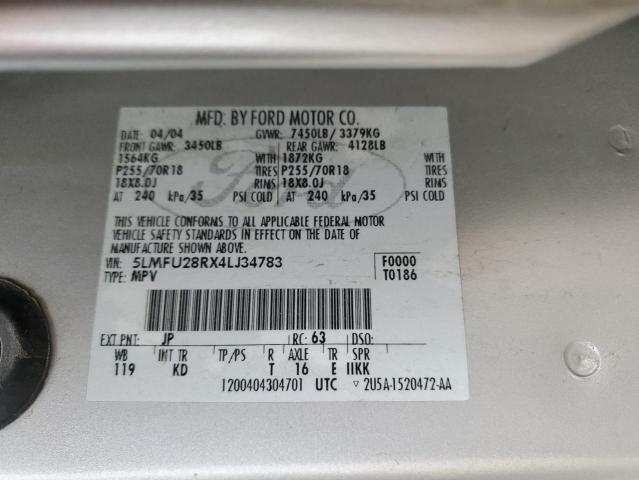 MFD. BY FORD MOTOR CO.
DATE: 04/04 GVWR: 7450LB / 3379KG
FRONT GAWR: 3450LB REAR GAWR: 4128LB
1564KG WITH 1872KG WITH
P255/70R18 TIRES P255/70R18 TIRES
18X8.0J RIMS 18X8.0J RIMS
AT 240 kPa/35 PSI COLD AT 240 kPa/35 PSI COLD
THIS VEHICLE CONFORMS TO ALL APPLICABLE FEDERAL MOTOR
VEHICLE SAFETY STANDARDS IN EFFECT ON THE DATE OF
MANUFACTURE SHOWN ABOVE.
VIN: 5LMFU28RX4LJ34783 F0000
TYPE: MPV T0186
EXT PNT: JP RC: 63 DSO:
WB INT TR TP/PS R AXLE TR SPR
119 KD T 16 E IIKK
1200404304701 UTC ▽ 2U5A-1520472-AA
Ford